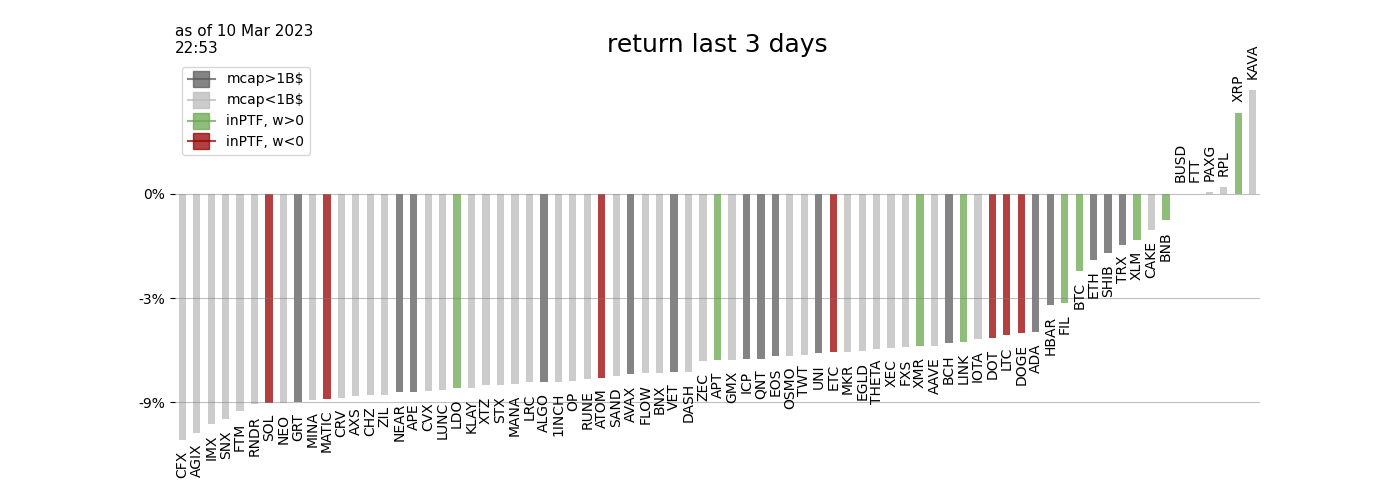 as of 10 Mar 2023
22:53
return last 3 days
mcap>1B$
mcap<1B$
inPTF, w>0
inPTF, w<0
0%
-3%
-9%
CFX
AGIX
IMX
SNX
FTM
RNDR
SOL
NEO
GRT
MINA
MATIC
CRV
AXS
CHZ
ZIL
NEAR
APE
CVX
LUNC
LDO
KLAY
XTZ
STX
MANA
LRC
ALGO
1INCH
OP
RUNE
ATOM
SAND
AVAX
FLOW
BNX
VET
DASH
ZEC
APT
GMX
ICP
QNT
EOS
OSMO
TWT
UNI
ETC
MKR
EGLD
THETA
XEC
FXS
XMR
AAVE
BCH
LINK
IOTA
DOT
LTC
DOGE
ADA
HBAR
FIL
BTC
ETH
SHIB
TRX
XLM
CAKE
BNB
BUSD
FTT
PAXG
RPL
XRP
KAVA